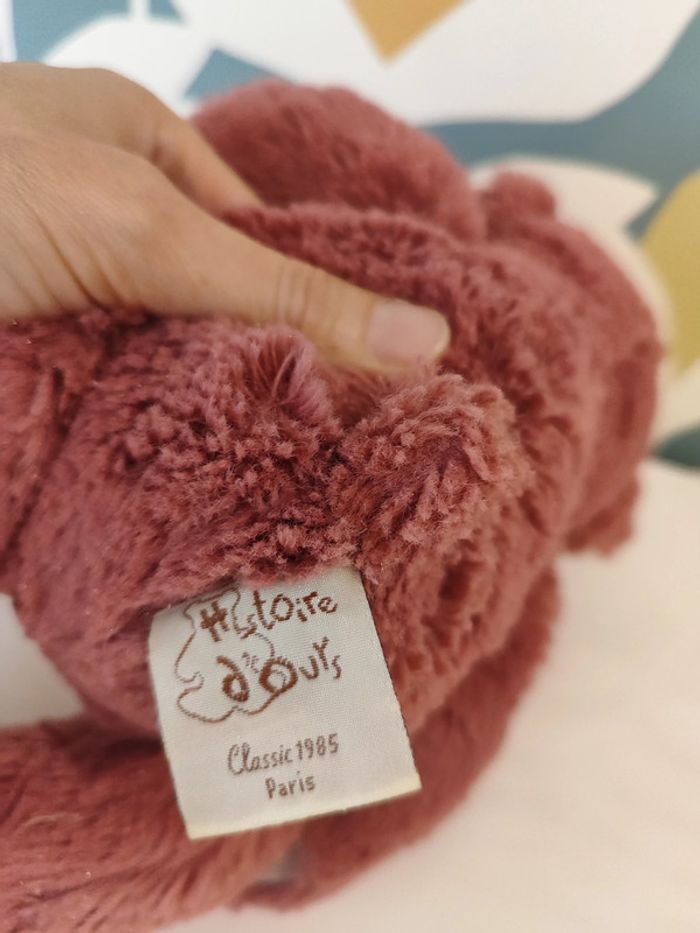 Histoire
d'Ours
Classic 1985
Paris